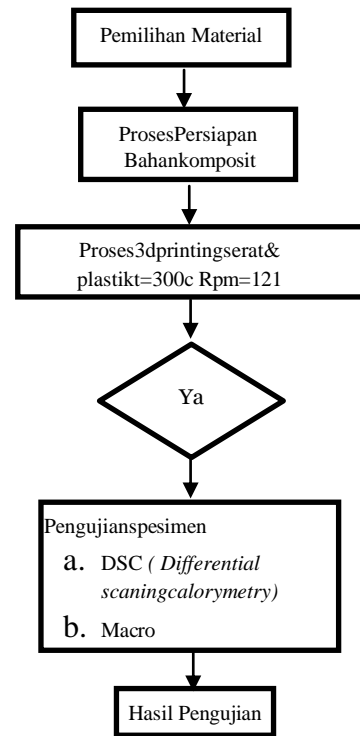 Pemilihan Material
ProsesPersiapan
Bahankomposit
Proses3dprintingserat&
plastikt=300c Rpm=121
Ya
Pengujianspesimen
a. DSC ( Differential
scaningcalorymetry)
b. Macro
Hasil Pengujian